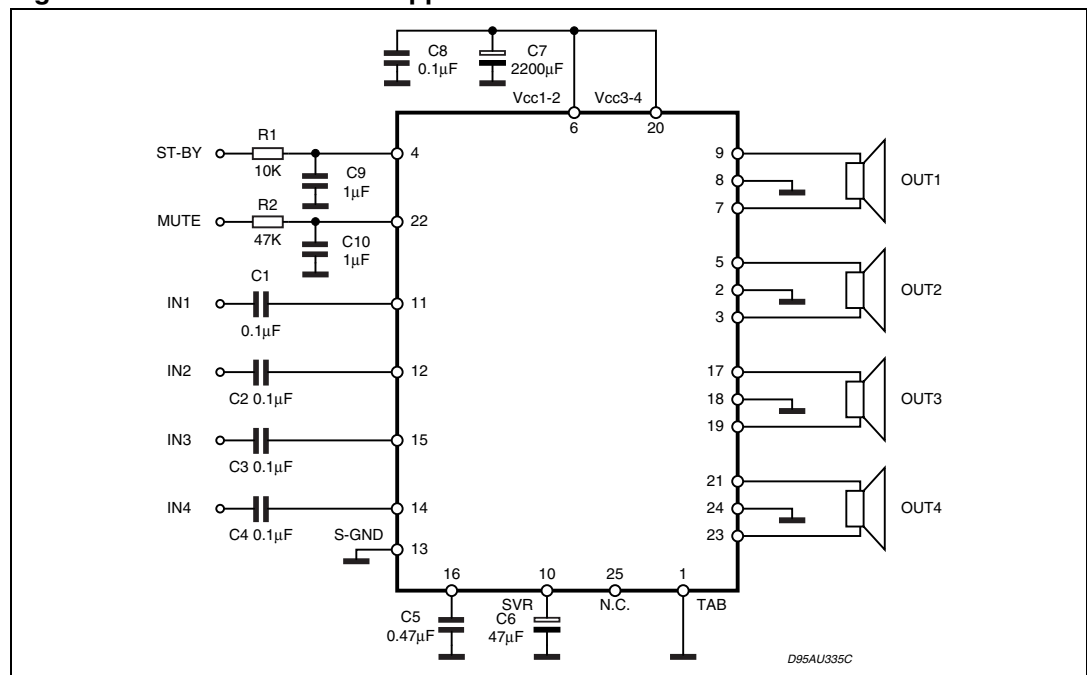 C8
0.1µF
C7
2200µF
Vcc1-2
Vcc3-4
6
20
ST-BY
R1
10K
4
C9
1µF
MUTE
R2
47K
22
C10
1µF
IN1
C1
0.1µF
11
IN2
C2 0.1µF
12
IN3
C3 0.1µF
15
IN4
C4 0.1µF
14
S-GND
13
9
8
7
OUT1
5
2
3
OUT2
17
18
19
OUT3
21
24
23
OUT4
16
10
25
1
SVR
N.C.
TAB
C5
0.47µF
C6
47µF
D95AU335C